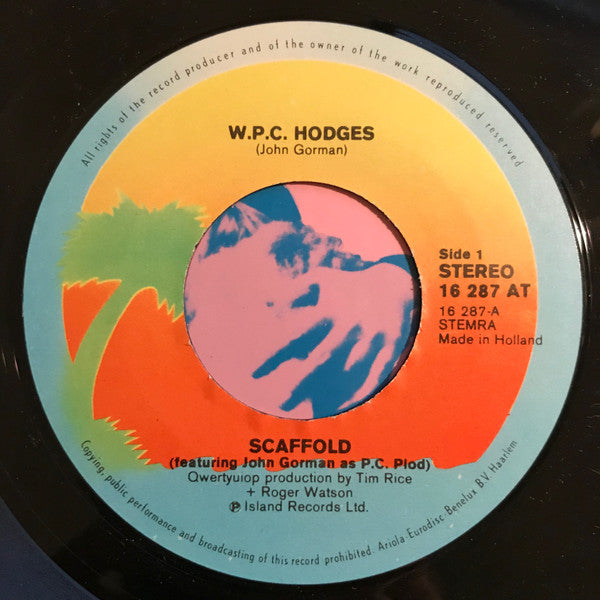 All rights of the record producer and of the owner of the work reproduced reserved
W.P.C. HODGES
(John Gorman)
Side 1
STEREO
16 287 AT
16 287-A
STEMRA
Made in Holland
SCAFFOLD
(featuring John Gorman as P.C. Plod)
Qwertyuiop production by Tim Rice
+ Roger Watson
℗ Island Records Ltd.
Copying, public performance and broadcasting of this record prohibited. Ariola Eurodisc Benelux B.V. Haarlem